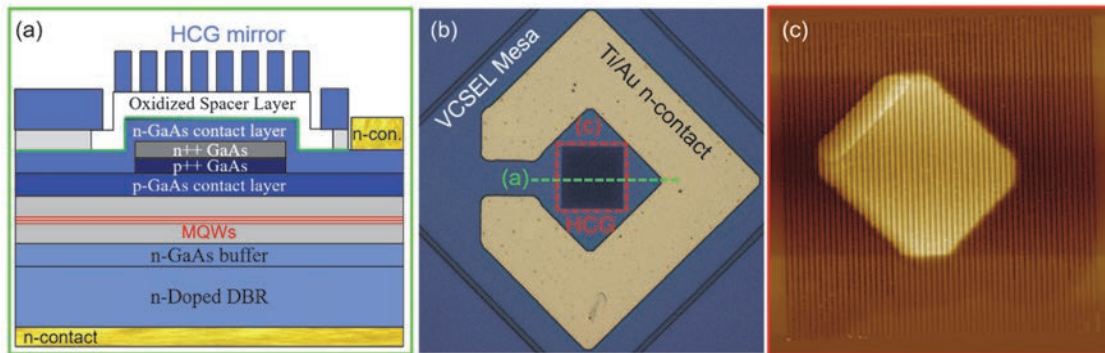 (a)
HCG mirror
Oxidized Spacer Layer
n-GaAs contact layer
n-con.
n++ GaAs
p++ GaAs
p-GaAs contact layer
MQWs
n-GaAs buffer
n-Doped DBR
n-contact
(b)
VCSEL Mesa
Ti/Au n-contact
(c)
(a)
HCG
(c)